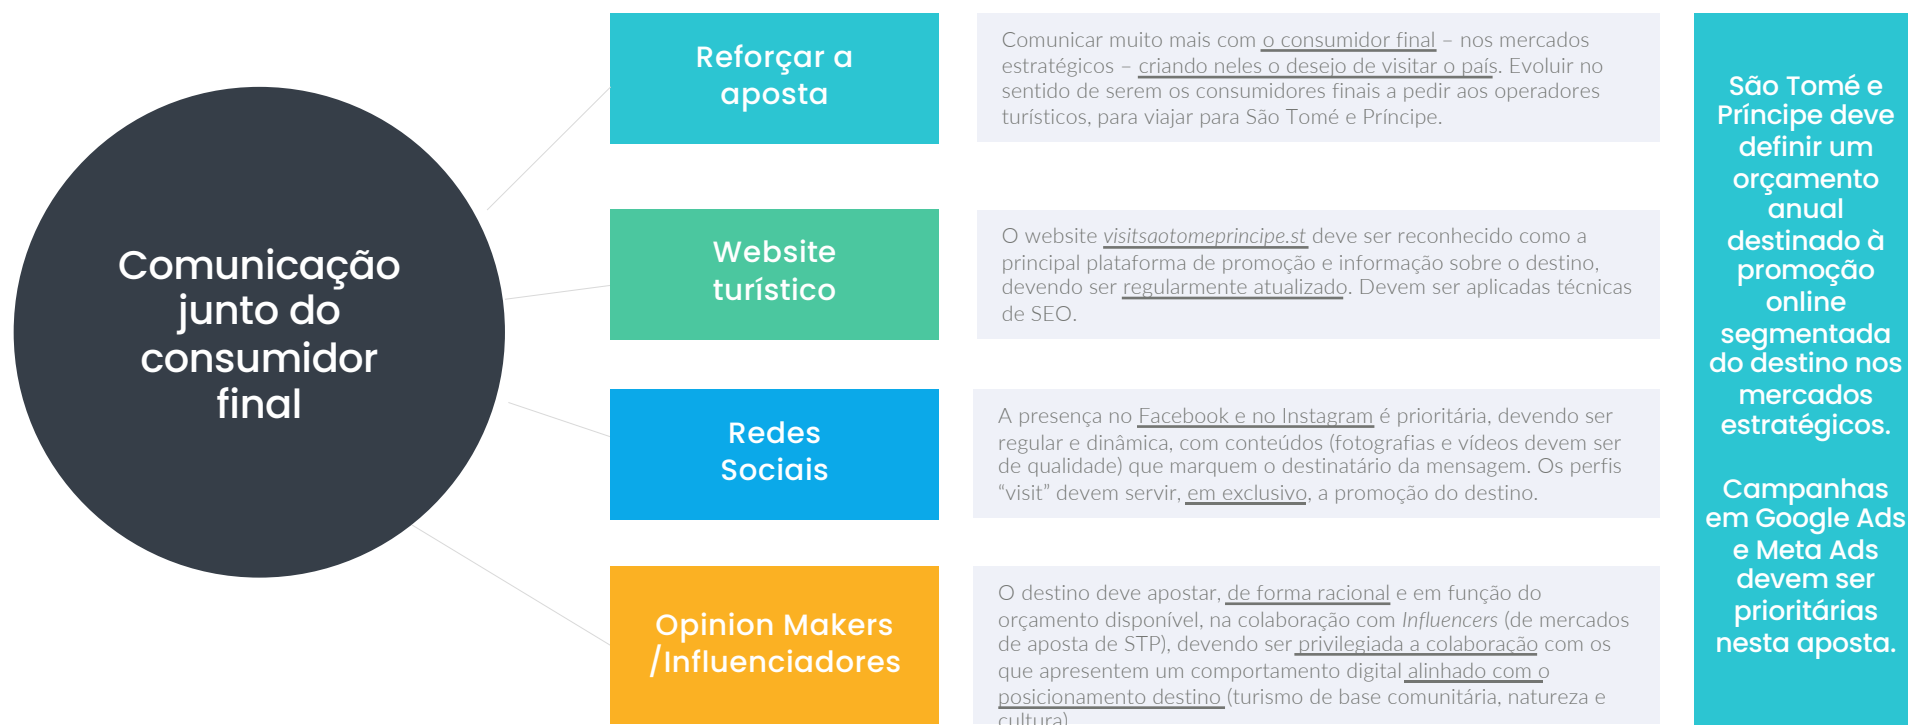 Comunicação
junto do
consumidor
final
Reforçar a
aposta
Comunicar muito mais com o consumidor final – nos mercados
estratégicos – criando neles o desejo de visitar o país. Evoluir no
sentido de serem os consumidores finais a pedir aos operadores
turísticos, para viajar para São Tomé e Príncipe.
Website
turístico
O website visitsaotomeprincipe.st deve ser reconhecido como a
principal plataforma de promoção e informação sobre o destino,
devendo ser regularmente atualizado. Devem ser aplicadas técnicas
de SEO.
Redes
Sociais
A presença no Facebook e no Instagram é prioritária, devendo ser
regular e dinâmica, com conteúdos (fotografias e vídeos devem ser
de qualidade) que marquem o destinatário da mensagem. Os perfis
“visit” devem servir, em exclusivo, a promoção do destino.
Opinion Makers
/Influenciadores
O destino deve apostar, de forma racional e em função do
orçamento disponível, na colaboração com Influencers (de mercados
de aposta de STP), devendo ser privilegiada a colaboração com os
que apresentem um comportamento digital alinhado com o
posicionamento destino (turismo de base comunitária, natureza e
cultura)
São Tomé e
Príncipe deve
definir um
orçamento
anual
destinado à
promoção
online
segmentada
do destino nos
mercados
estratégicos.
Campanhas
em Google Ads
e Meta Ads
devem ser
prioritárias
nesta aposta.